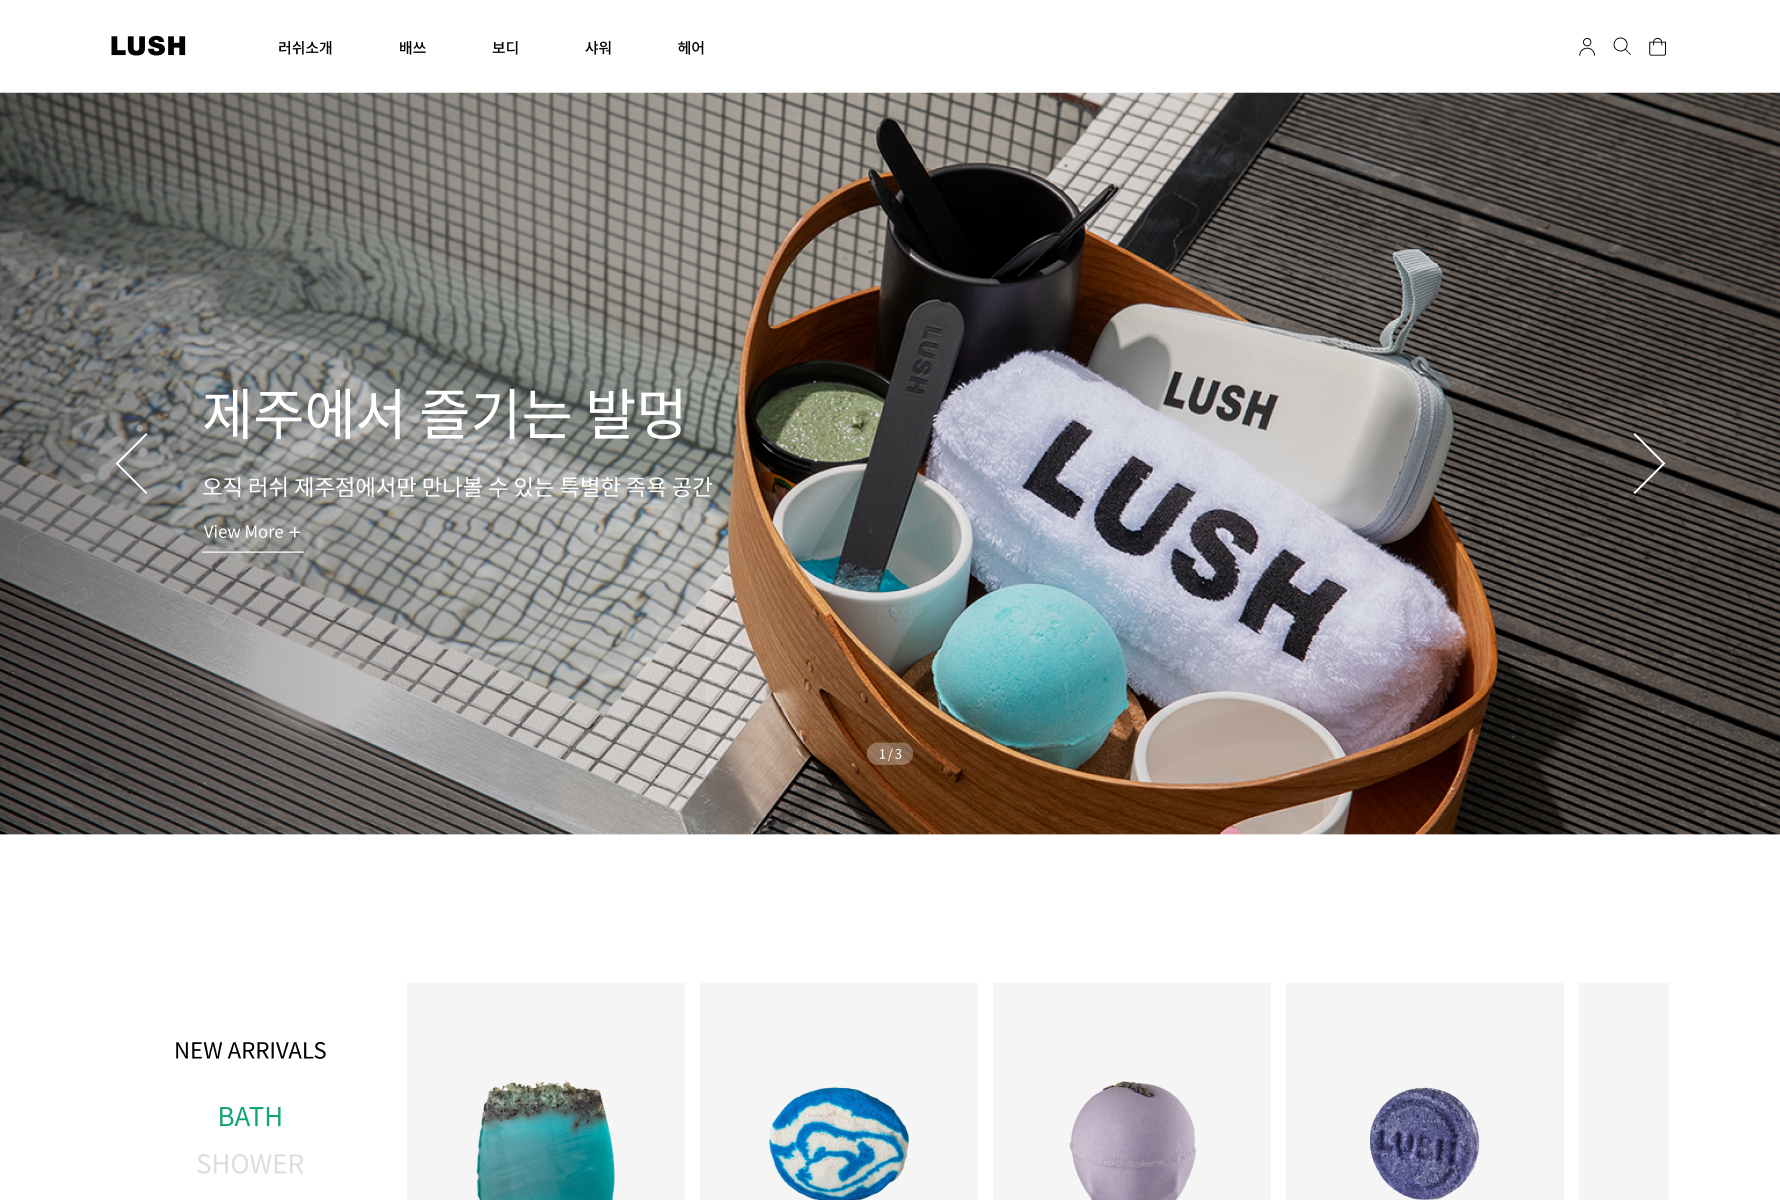 LUSH
러쉬소개
배쓰
보디
샤워
헤어
LUSH
LUSH
LUSH
제주에서 즐기는 발멍
오직 러쉬 제주점에서만 만나볼 수 있는 특별한 족욕 공간
View More +
1 / 3
NEW ARRIVALS
BATH
SHOWER
LUSH